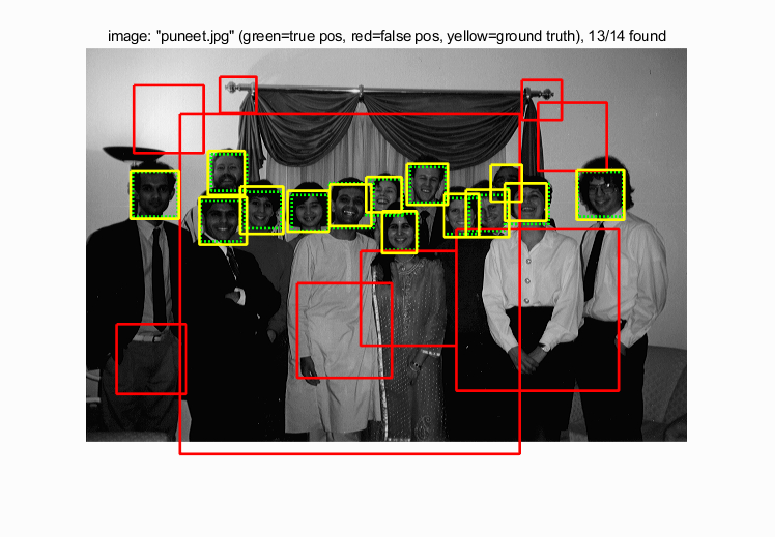 image: "puneet.jpg" (green=true pos, red=false pos, yellow=ground truth), 13/14 found